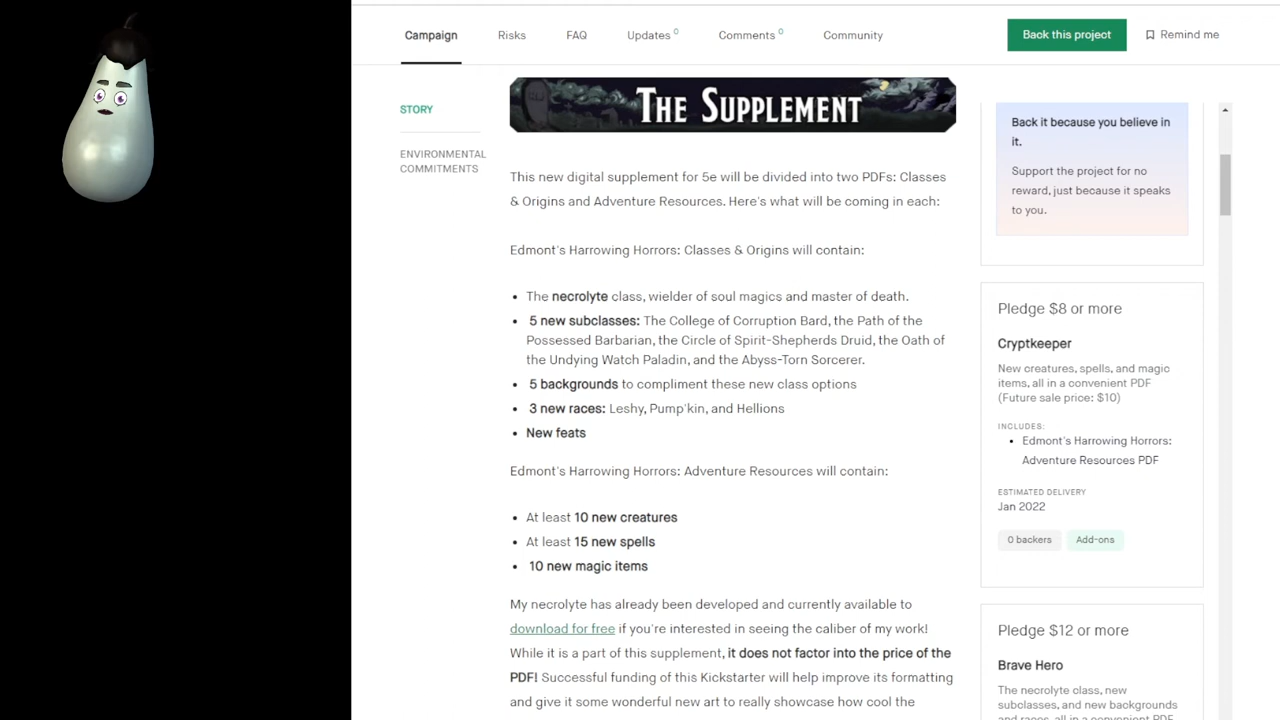 Campaign
Risks
FAQ
Updates 0
Comments 0
Community
Back this project
Remind me
STORY
ENVIRONMENTAL
COMMITMENTS
THE SUPPLEMENT
This new digital supplement for 5e will be divided into two PDFs: Classes
& Origins and Adventure Resources. Here's what will be coming in each:
Edmont's Harrowing Horrors: Classes & Origins will contain:
• The necrolyte class, wielder of soul magics and master of death.
• 5 new subclasses: The College of Corruption Bard, the Path of the
Possessed Barbarian, the Circle of Spirit-Shepherds Druid, the Oath of
the Undying Watch Paladin, and the Abyss-Torn Sorcerer.
• 5 backgrounds to compliment these new class options
• 3 new races: Leshy, Pump'kin, and Hellions
• New feats
Edmont's Harrowing Horrors: Adventure Resources will contain:
• At least 10 new creatures
• At least 15 new spells
• 10 new magic items
My necrolyte has already been developed and currently available to
download for free if you're interested in seeing the caliber of my work!
While it is a part of this supplement, it does not factor into the price of the
PDF! Successful funding of this Kickstarter will help improve its formatting
and give it some wonderful new art to really showcase how cool the
Back it because you believe in
it.
Support the project for no
reward, just because it speaks
to you.
Pledge $8 or more
Cryptkeeper
New creatures, spells, and magic
items, all in a convenient PDF
(Future sale price: $10)
INCLUDES:
• Edmont's Harrowing Horrors:
Adventure Resources PDF
ESTIMATED DELIVERY
Jan 2022
0 backers
Add-ons
Pledge $12 or more
Brave Hero
The necrolyte class, new
subclasses, and new backgrounds
and races, all in a convenient PDF